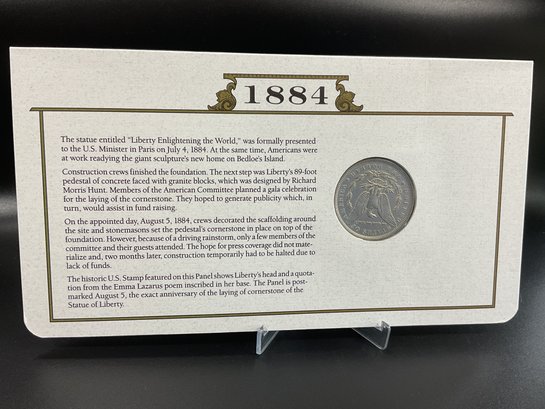 1884
The statue entitled "Liberty Enlightening the World," was formally presented
to the U.S. Minister in Paris on July 4, 1884. At the same time, Americans were
at work readying the giant sculpture's new home on Bedloe's Island.
Construction crews finished the foundation. The next step was Liberty's 89-foot
pedestal of concrete faced with granite blocks, which was designed by Richard
Morris Hunt. Members of the American Committee planned a gala celebration
for the laying of the cornerstone. They hoped to generate publicity which, in
turn, would assist in fund raising.
On the appointed day, August 5, 1884, crews decorated the scaffolding around
the site and stonemasons set the pedestal's cornerstone in place on top of the
foundation. However, because of a driving rainstorm, only a few members of the
committee and their guests attended. The hope for press coverage did not mate-
rialize and, two months later, construction temporarily had to be halted due to
lack of funds.
The historic U.S. Stamp featured on this Panel shows Liberty's head and a quota-
tion from the Emma Lazarus poem inscribed in her base. The Panel is post-
marked August 5, the exact anniversary of the laying of cornerstone of the
Statue of Liberty.